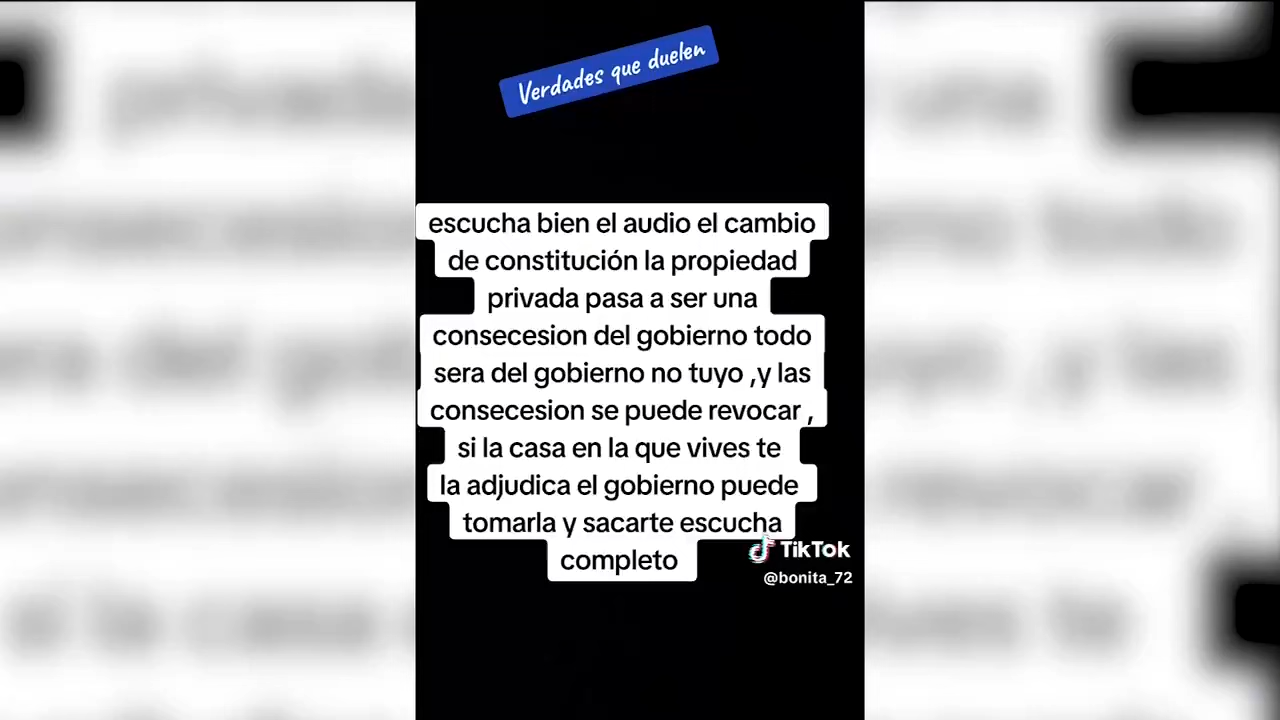 Verdades que duelen
escucha bien el audio el cambio
de constitución la propiedad
privada pasa a ser una
consecesion del gobierno todo
sera del gobierno no tuyo ,y las
consecesion se puede revocar ,
si la casa en la que vives te
la adjudica el gobierno puede
tomarla y sacarte escucha
completo
TikTok
@bonita_72